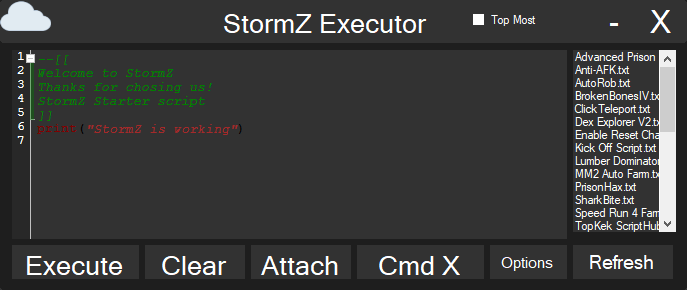 StormZ Executor
Top Most
-
X
1 --[[
2 Welcome to StormZ
3 Thanks for chosing us!
4 StormZ Starter script
5 ]]
6 print("StormZ is working")
7
Advanced Prison
Anti-AFK.txt
AutoRob.txt
BrokenBonesIV.tx
ClickTeleport.txt
Dex Explorer V2.tx
Enable Reset Cha
Kick Off Script.txt
Lumber Dominator
MM2 Auto Farm.tx
PrisonHax.txt
SharkBite.txt
Speed Run 4 Farm
TopKek ScriptHub
Execute
Clear
Attach
Cmd X
Options
Refresh